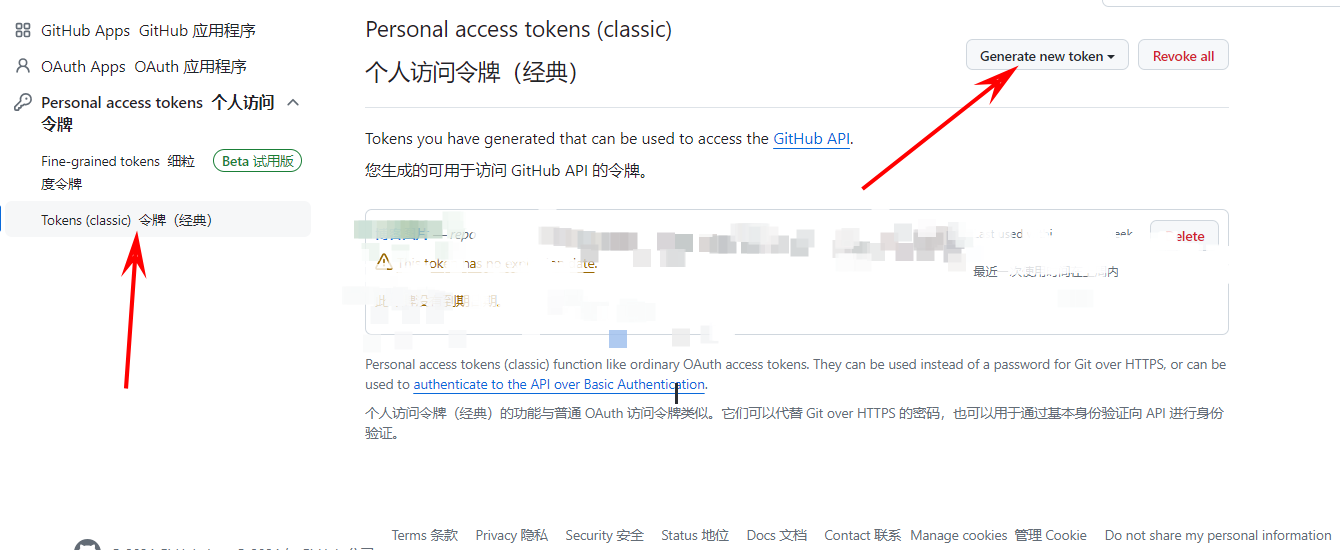 GitHub Apps GitHub 应用程序
OAuth Apps OAuth 应用程序
Personal access tokens 个人访问
令牌
Fine-grained tokens 细粒
度令牌
Beta 试用版
Tokens (classic) 令牌（经典）
Personal access tokens (classic)
个人访问令牌（经典）
Generate new token
Revoke all
Tokens you have generated that can be used to access the GitHub API.
您生成的可用于访问 GitHub API 的令牌。
— repo
Delete
最近一次使用时间在 周内
Personal access tokens (classic) function like ordinary OAuth access tokens. They can be used instead of a password for Git over HTTPS, or can be
used to authenticate to the API over Basic Authentication.
个人访问令牌（经典）的功能与普通 OAuth 访问令牌类似。它们可以代替 Git over HTTPS 的密码，也可以用于通过基本身份验证向 API 进行身份
验证。
Terms 条款 Privacy 隐私 Security 安全 Status 地位 Docs 文档 Contact 联系 Manage cookies 管理 Cookie Do not share my personal information